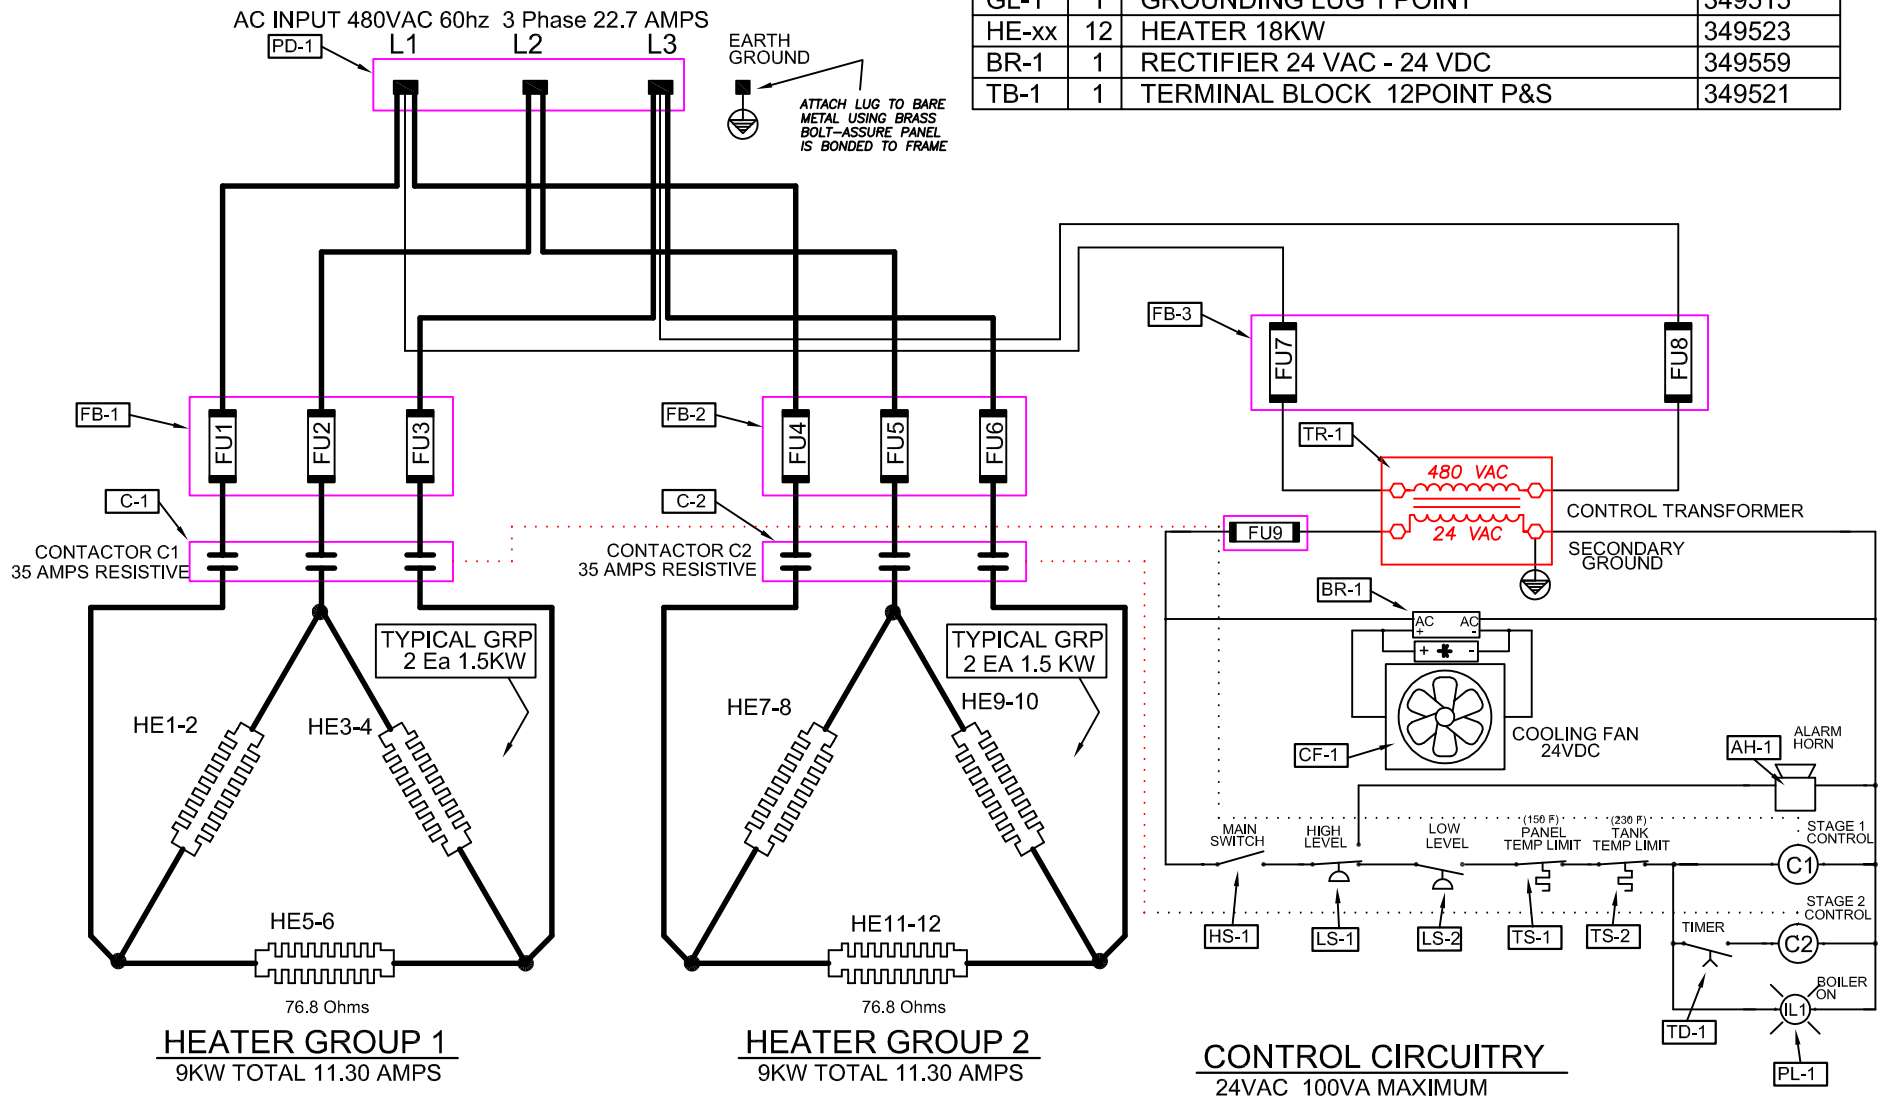 AC INPUT 480VAC 60hz 3 Phase 22.7 AMPS
PD-1
L1 L2 L3
EARTH
GROUND
ATTACH LUG TO BARE
METAL USING BRASS
BOLT-ASSURE PANEL
IS BONDED TO FRAME
GL-1 1 GROUNDING LUG 1 POINT 349515
HE-xx 12 HEATER 18KW 349523
BR-1 1 RECTIFIER 24 VAC - 24 VDC 349559
TB-1 1 TERMINAL BLOCK 12POINT P&S 349521
FB-1
FU1
FU2
FU3
FB-2
FU4
FU5
FU6
FB-3
FU7
FU8
C-1
CONTACTOR C1
35 AMPS RESISTIVE
C-2
CONTACTOR C2
35 AMPS RESISTIVE
TR-1
480 VAC
24 VAC
CONTROL TRANSFORMER
FU9
SECONDARY
GROUND
TYPICAL GRP
2 Ea 1.5KW
HE1-2
HE3-4
HE5-6
76.8 Ohms
HEATER GROUP 1
9KW TOTAL 11.30 AMPS
TYPICAL GRP
2 EA 1.5 KW
HE7-8
HE9-10
HE11-12
76.8 Ohms
HEATER GROUP 2
9KW TOTAL 11.30 AMPS
BR-1
AC AC
+ -
+ -
CF-1
COOLING FAN
24VDC
AH-1
ALARM
HORN
MAIN
SWITCH
HIGH
LEVEL
LOW
LEVEL
(150 F)
PANEL
TEMP LIMIT
(230 F)
TANK
TEMP LIMIT
STAGE 1
CONTROL
C1
HS-1
LS-1
LS-2
TS-1
TS-2
STAGE 2
CONTROL
TIMER
C2
BOILER
ON
IL1
TD-1
PL-1
CONTROL CIRCUITRY
24VAC 100VA MAXIMUM